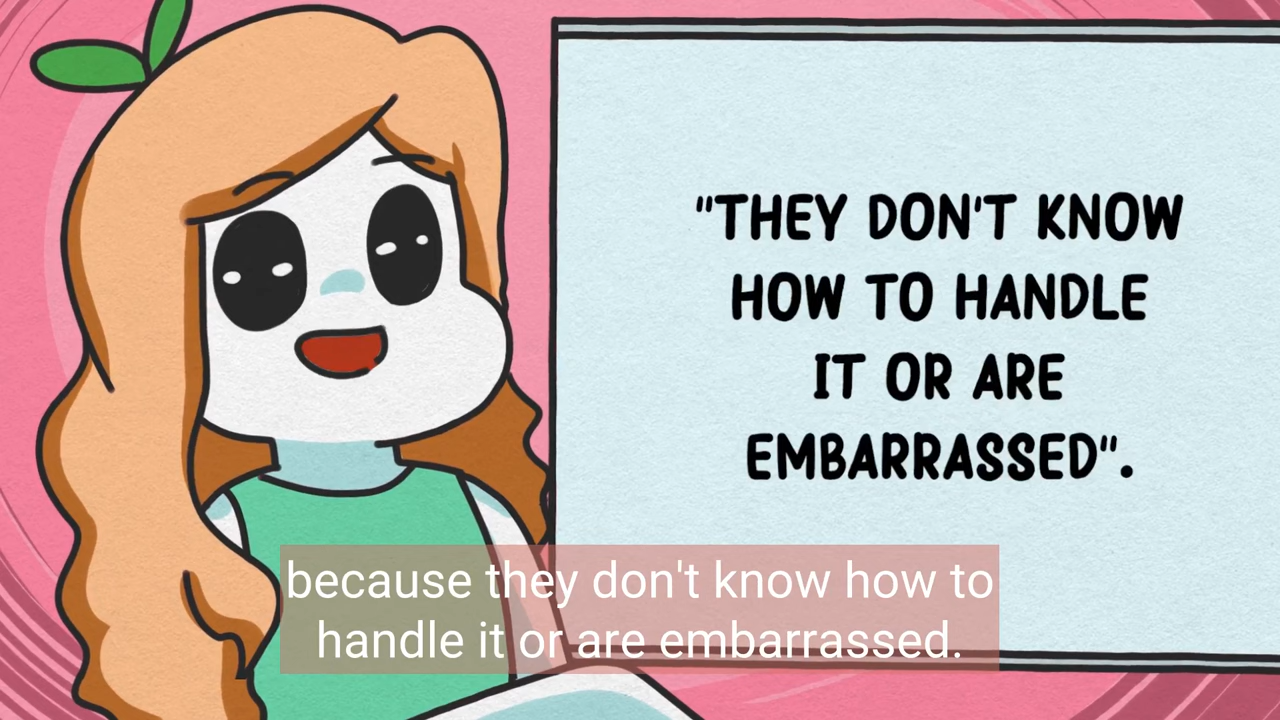 "THEY DON'T KNOW
HOW TO HANDLE
IT OR ARE
EMBARRASSED".
because they don't know how to
handle it or are embarrassed.